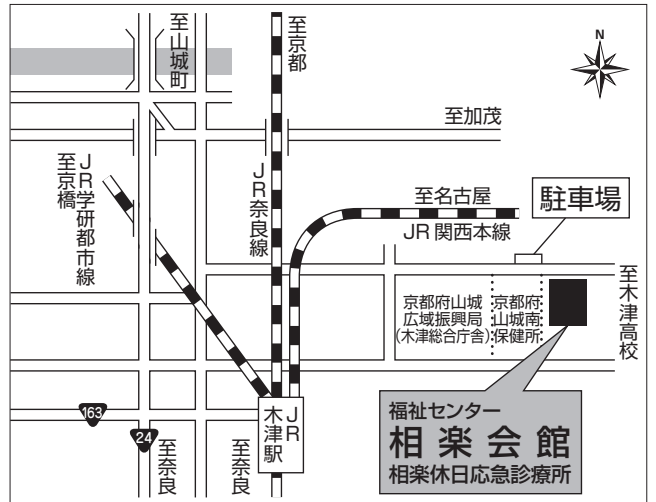 至山城町
至京都
N
至加茂
JR学研都市線
至京橋
JR奈良線
至名古屋
JR関西本線
駐車場
至木津高校
京都府山城
広域振興局
(木津総合庁舎)
京都府
山城南
保健所
福祉センター
相楽会館
相楽休日応急診療所
JR
木津駅
163
24
至奈良
至奈良